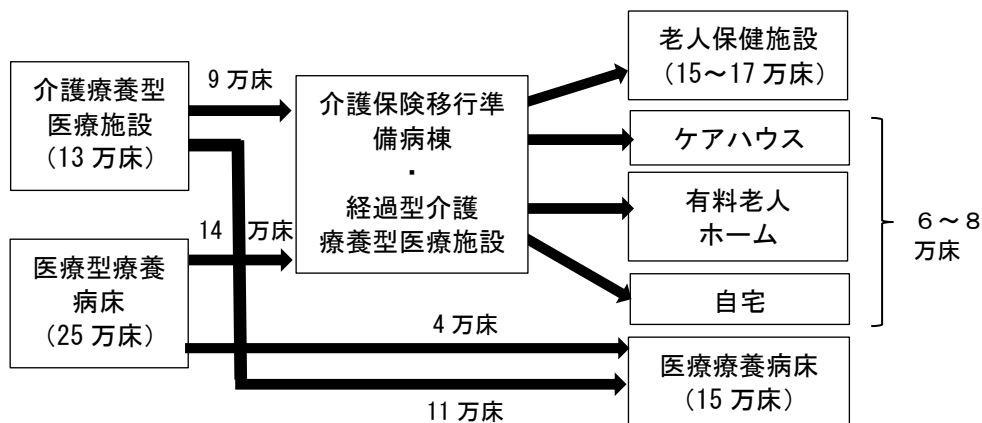 介護療養型
医療施設
（13 万床）
9 万床
医療型療養
病床
（25 万床）
14 万床
介護保険移行準
備病棟
・
経過型介護
療養型医療施設
4 万床
11 万床
老人保健施設
（15～17 万床）
ケアハウス
有料老人
ホーム
自宅
医療療養病床
（15 万床）
６～８
万床